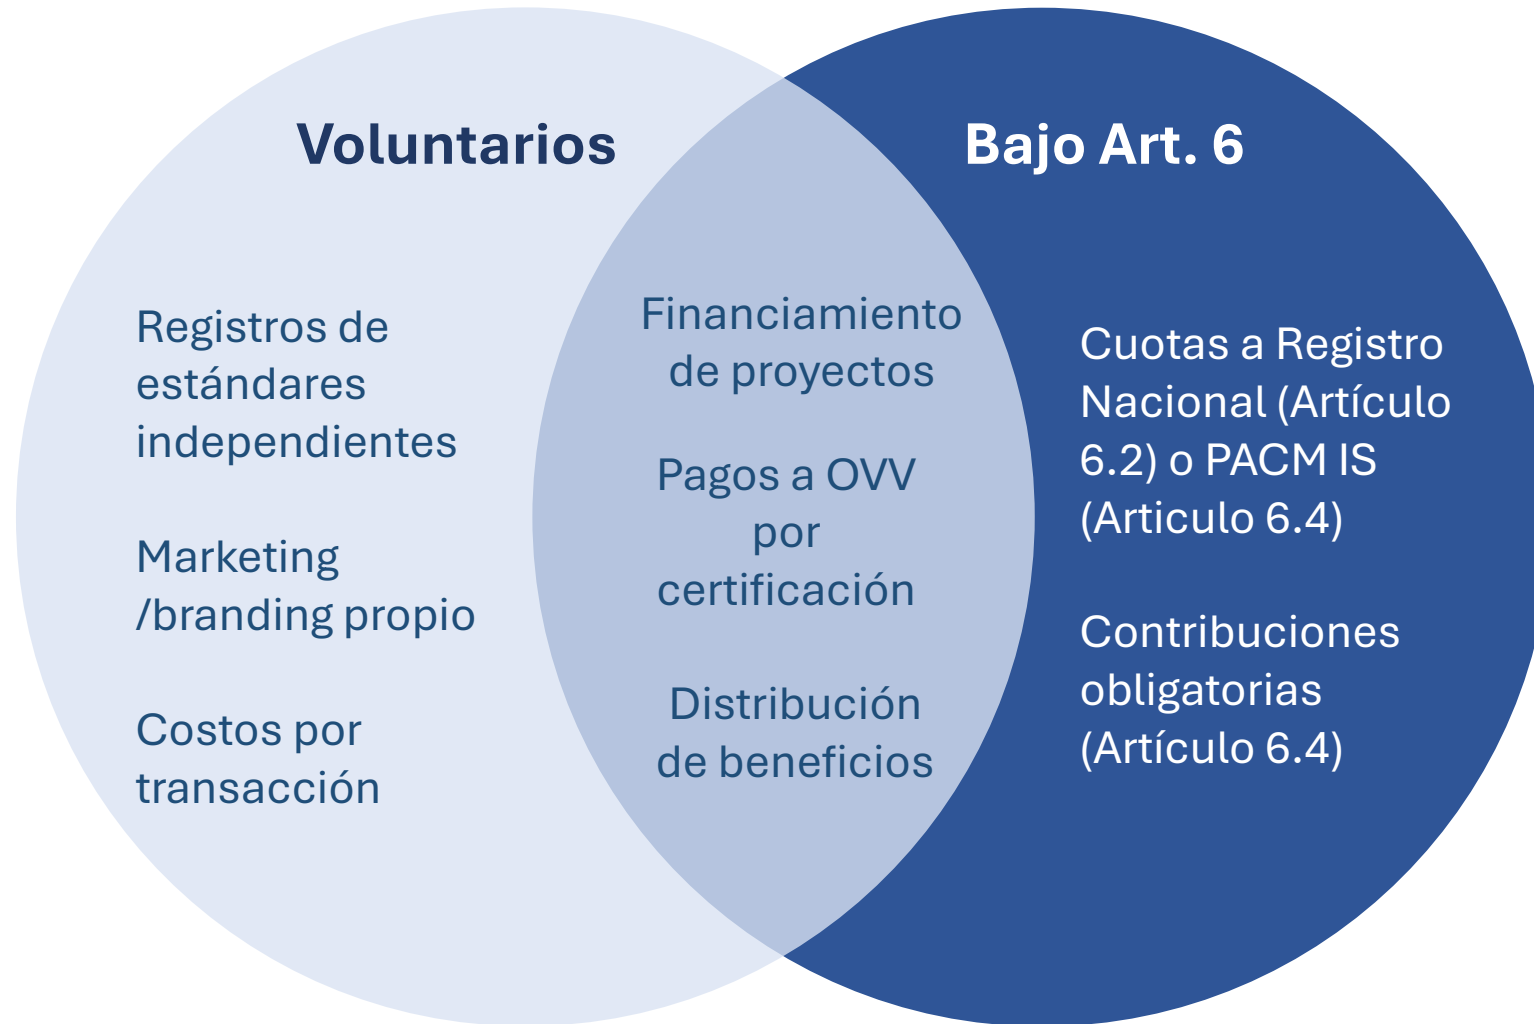 Voluntarios
Registros de
estándares
independientes
Marketing
/branding propio
Costos por
transacción
Financiamiento
de proyectos
Pagos a OVV
por
certificación
Distribución
de beneficios
Bajo Art. 6
Cuotas a Registro
Nacional (Artículo
6.2) o PACM IS
(Articulo 6.4)
Contribuciones
obligatorias
(Artículo 6.4)